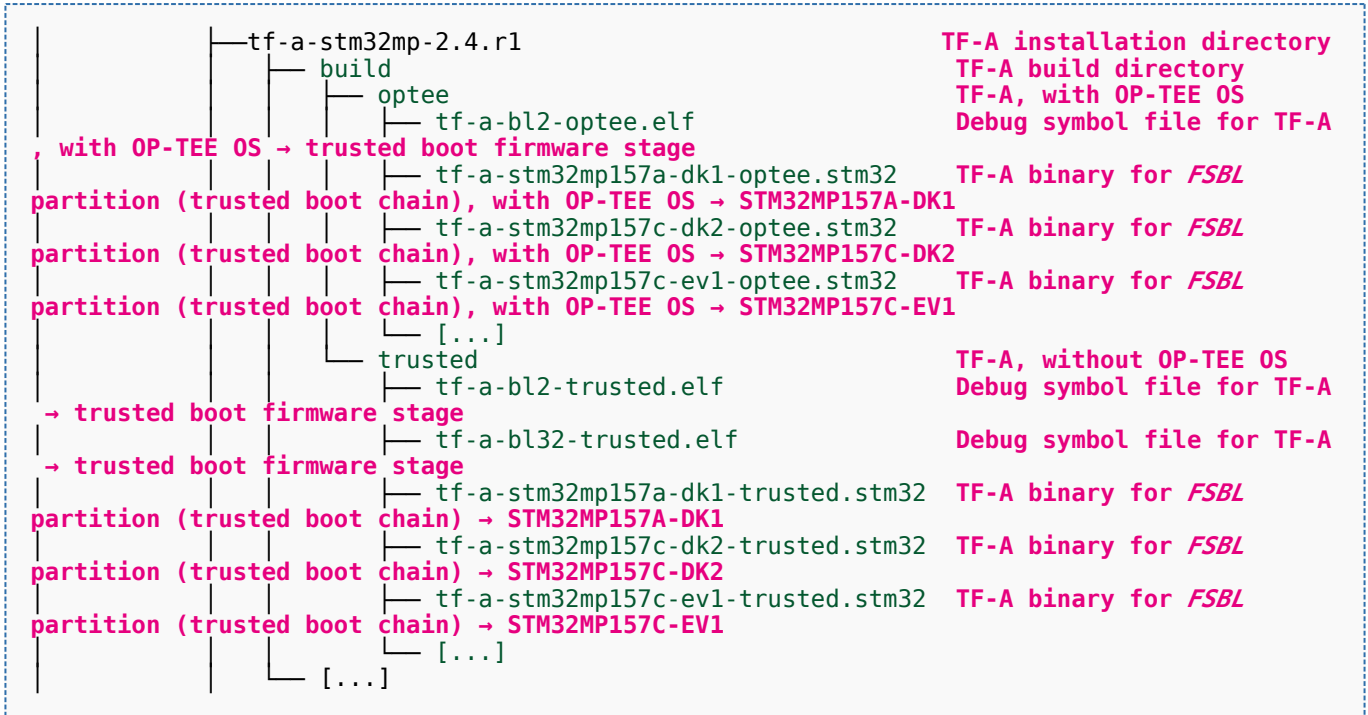 │           ├──tf-a-stm32mp-2.4.r1                             TF-A installation directory
│           │   ├── build                                       TF-A build directory
│           │   │   ├── optee                                   TF-A, with OP-TEE OS
│           │   │   │   ├── tf-a-bl2-optee.elf                  Debug symbol file for TF-A
, with OP-TEE OS → trusted boot firmware stage
│           │   │   │   ├── tf-a-stm32mp157a-dk1-optee.stm32    TF-A binary for FSBL
partition (trusted boot chain), with OP-TEE OS → STM32MP157A-DK1
│           │   │   │   ├── tf-a-stm32mp157c-dk2-optee.stm32    TF-A binary for FSBL
partition (trusted boot chain), with OP-TEE OS → STM32MP157C-DK2
│           │   │   │   ├── tf-a-stm32mp157c-ev1-optee.stm32    TF-A binary for FSBL
partition (trusted boot chain), with OP-TEE OS → STM32MP157C-EV1
│           │   │   │   └── [...]
│           │   │   └── trusted                                 TF-A, without OP-TEE OS
│           │   │       ├── tf-a-bl2-trusted.elf                Debug symbol file for TF-A
 → trusted boot firmware stage
│           │   │       ├── tf-a-bl32-trusted.elf               Debug symbol file for TF-A
 → trusted boot firmware stage
│           │   │       ├── tf-a-stm32mp157a-dk1-trusted.stm32  TF-A binary for FSBL
partition (trusted boot chain) → STM32MP157A-DK1
│           │   │       ├── tf-a-stm32mp157c-dk2-trusted.stm32  TF-A binary for FSBL
partition (trusted boot chain) → STM32MP157C-DK2
│           │   │       ├── tf-a-stm32mp157c-ev1-trusted.stm32  TF-A binary for FSBL
partition (trusted boot chain) → STM32MP157C-EV1
│           │   │       └── [...]
│           │   └── [...]